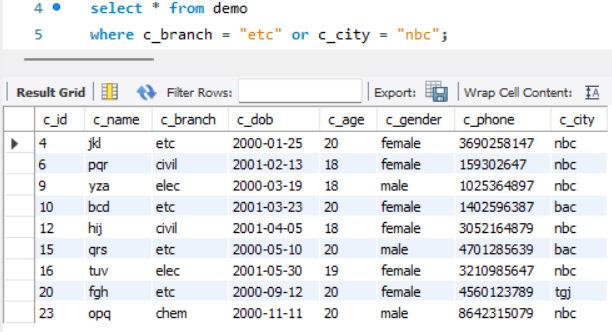 4 select * from demo
5 where c_branch = "etc" or c_city = "nbc";
Result Grid Filter Rows: Export: Wrap Cell Content: IA
c_id c_name c_branch c_dob c_age c_gender c_phone c_city
4 jkl etc 2000-01-25 20 female 3690258147 nbc
6 pqr civil 2001-02-13 18 female 159302647 nbc
9 yza elec 2000-03-19 18 male 1025364897 nbc
10 bcd etc 2001-03-23 20 female 1402596387 bac
12 hij civil 2001-04-05 18 female 3052164879 nbc
15 qrs etc 2000-05-10 20 male 4701285639 bac
16 tuv elec 2001-05-30 19 female 3210985647 nbc
20 fgh etc 2000-09-12 20 female 4560123789 tgj
23 opq chem 2000-11-11 20 male 8642315079 nbc